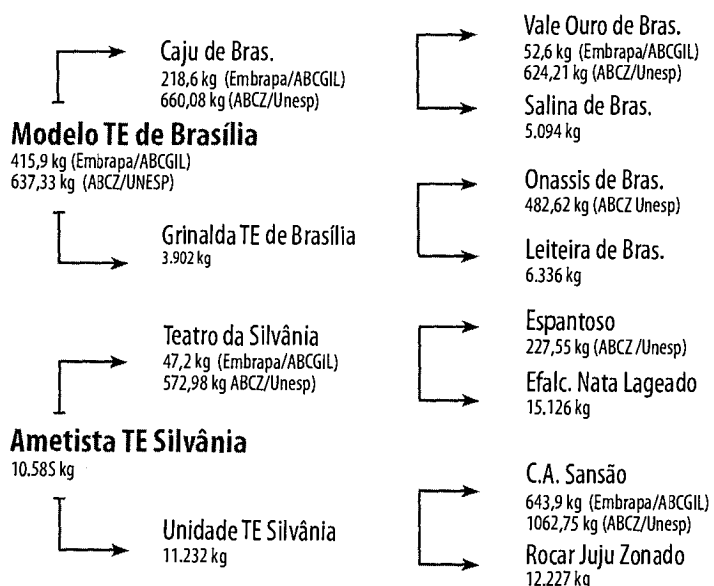 Caju de Bras.
218,6 kg (Embrapa/ABCGIL)
660,08 kg (ABCZ/Unesp)
Modelo TE de Brasília
415,9 kg (Embrapa/ABCGIL)
637,33 kg (ABCZ/UNESP)
Grinalda TE de Brasília
3.902 kg
Vale Ouro de Bras.
52,6 kg (Embrapa/ABCGIL)
624,21 kg (ABCZ/Unesp)
Salina de Bras.
5.094 kg
Onassis de Bras.
482,62 kg (ABCZ Unesp)
Leiteira de Bras.
6.336 kg
Teatro da Silvânia
47,2 kg (Embrapa/ABCGIL)
572,98 kg ABCZ/Unesp)
Ametista TE Silvânia
10.585 kg
Unidade TE Silvânia
11.232 kg
Espantoso
227,55 kg (ABCZ/Unesp)
Efalc. Nata Lageado
15.126 kg
C.A. Sansão
643,9 kg (Embrapa/ABCGIL)
1062,75 kg (ABCZ/Unesp)
Rocar Juju Zonado
12.227 kg